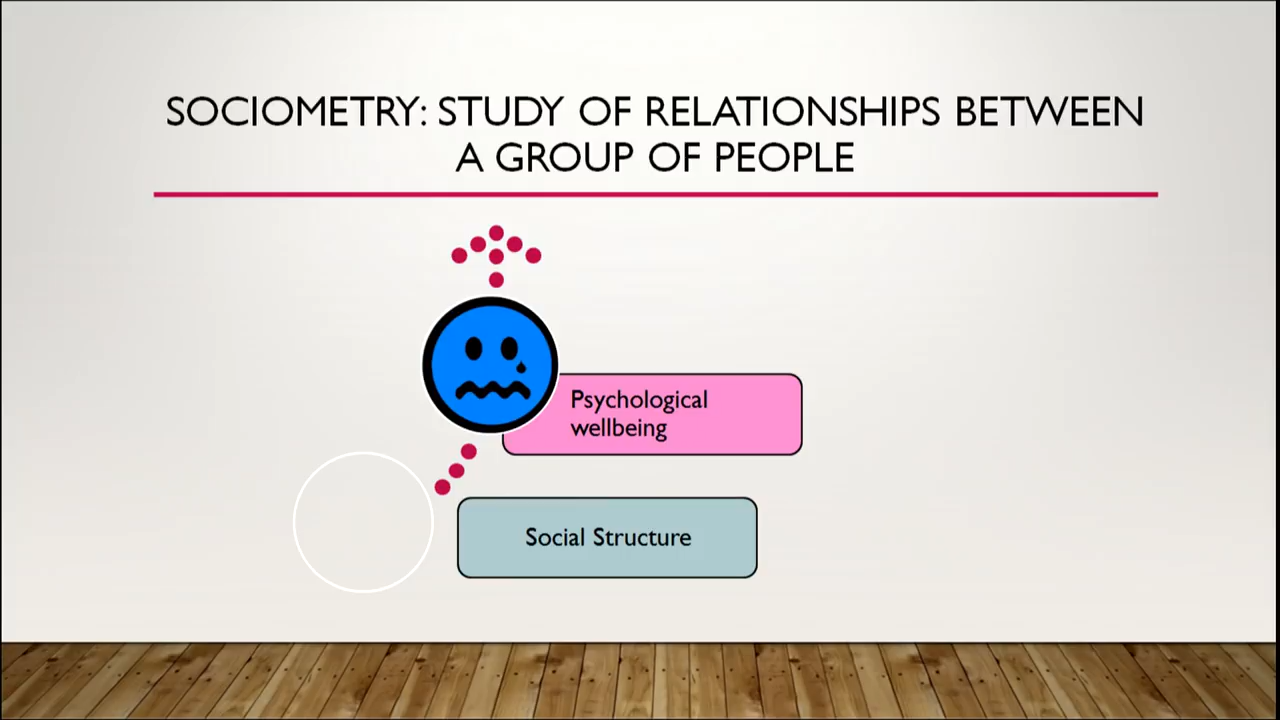 SOCIOMETRY: STUDY OF RELATIONSHIPS BETWEEN
A GROUP OF PEOPLE
Psychological
wellbeing
Social Structure